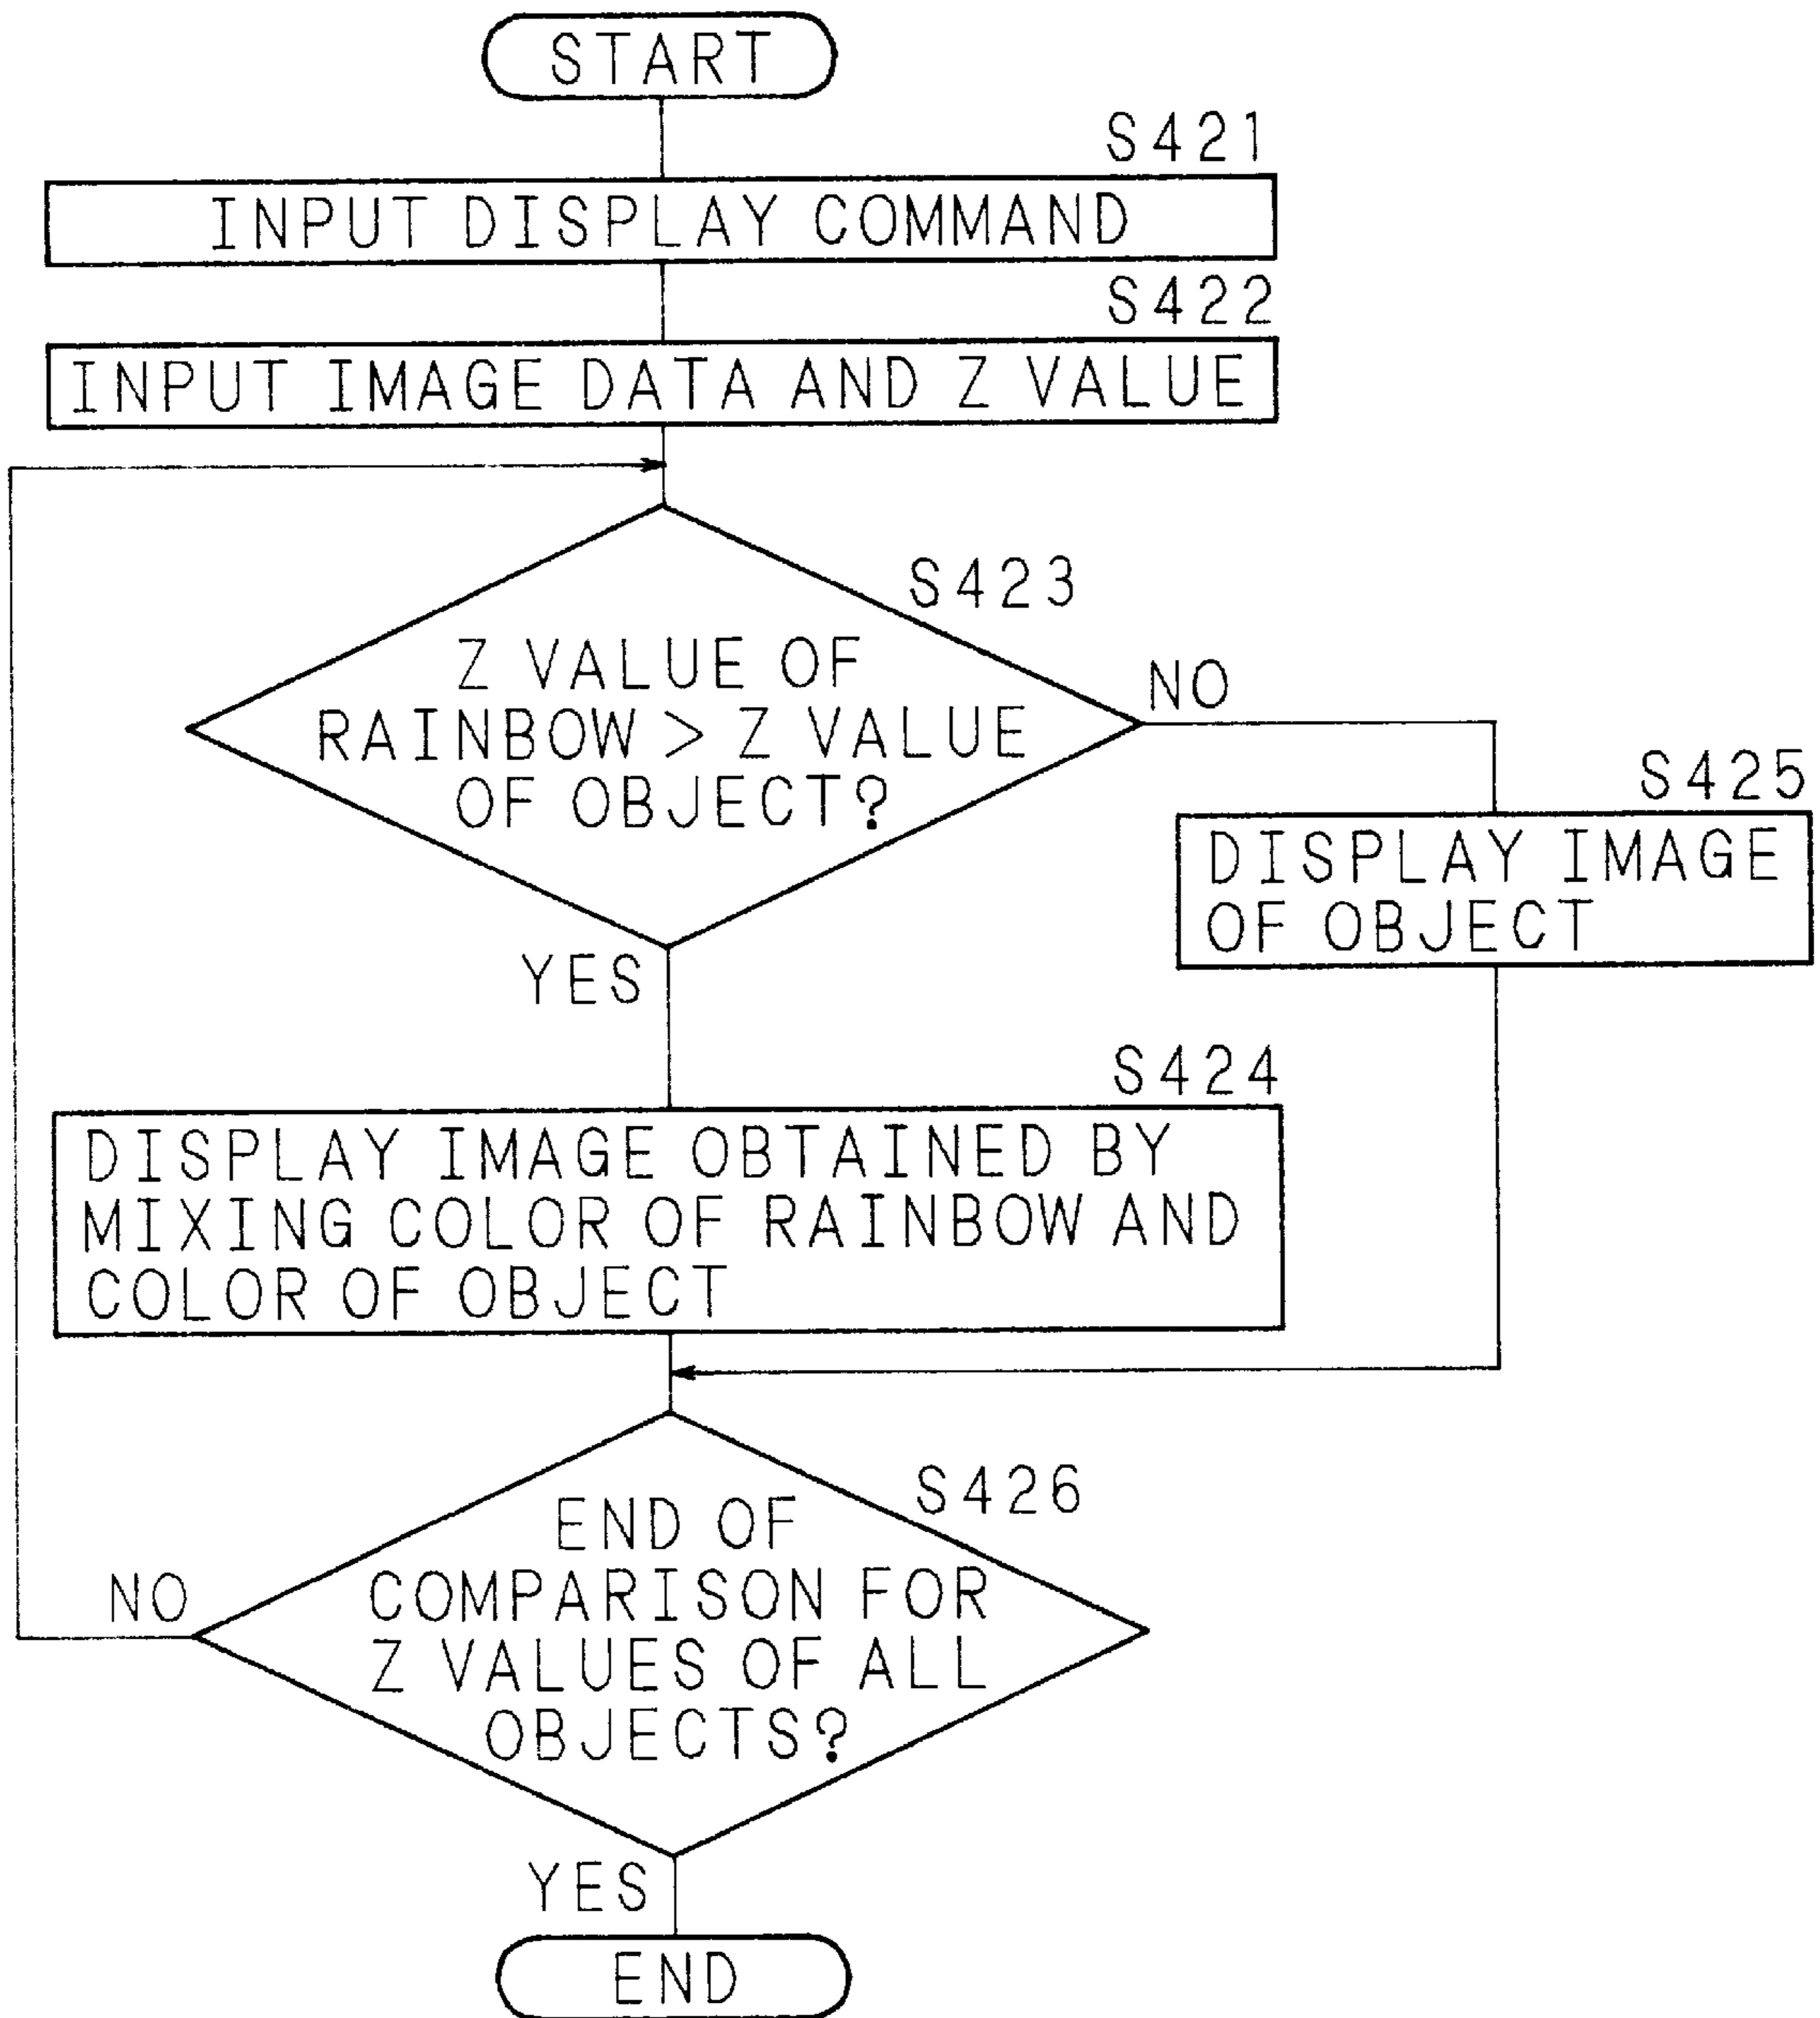 START
S421
INPUT DISPLAY COMMAND
S422
INPUT IMAGE DATA AND Z VALUE
S423
Z VALUE OF
RAINBOW > Z VALUE
OF OBJECT?
NO
S425
DISPLAY IMAGE
OF OBJECT
YES
S424
DISPLAY IMAGE OBTAINED BY
MIXING COLOR OF RAINBOW AND
COLOR OF OBJECT
S426
END OF
COMPARISON FOR
Z VALUES OF ALL
OBJECTS?
NO
YES
END